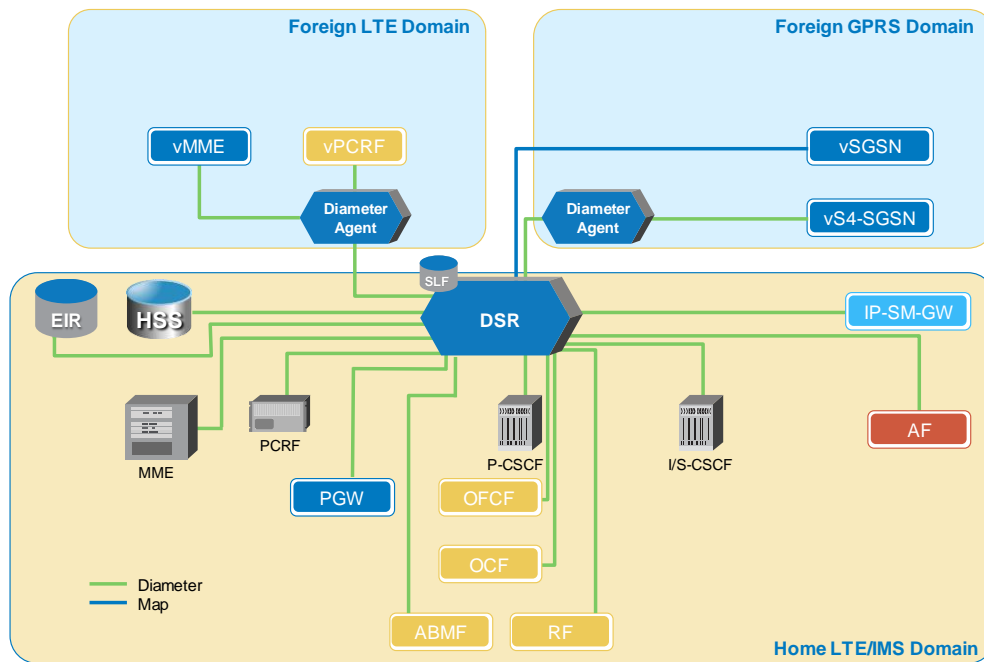 Foreign LTE Domain
Foreign GPRS Domain
vMME
vPCRF
vSGSN
Diameter
Agent
Diameter
Agent
vS4-SGSN
SLF
EIR
HSS
DSR
IP-SM-GW
MME
PCRF
P-CSCF
I/S-CSCF
AF
PGW
OFCF
OCF
Diameter
Map
ABMF
RF
Home LTE/IMS Domain